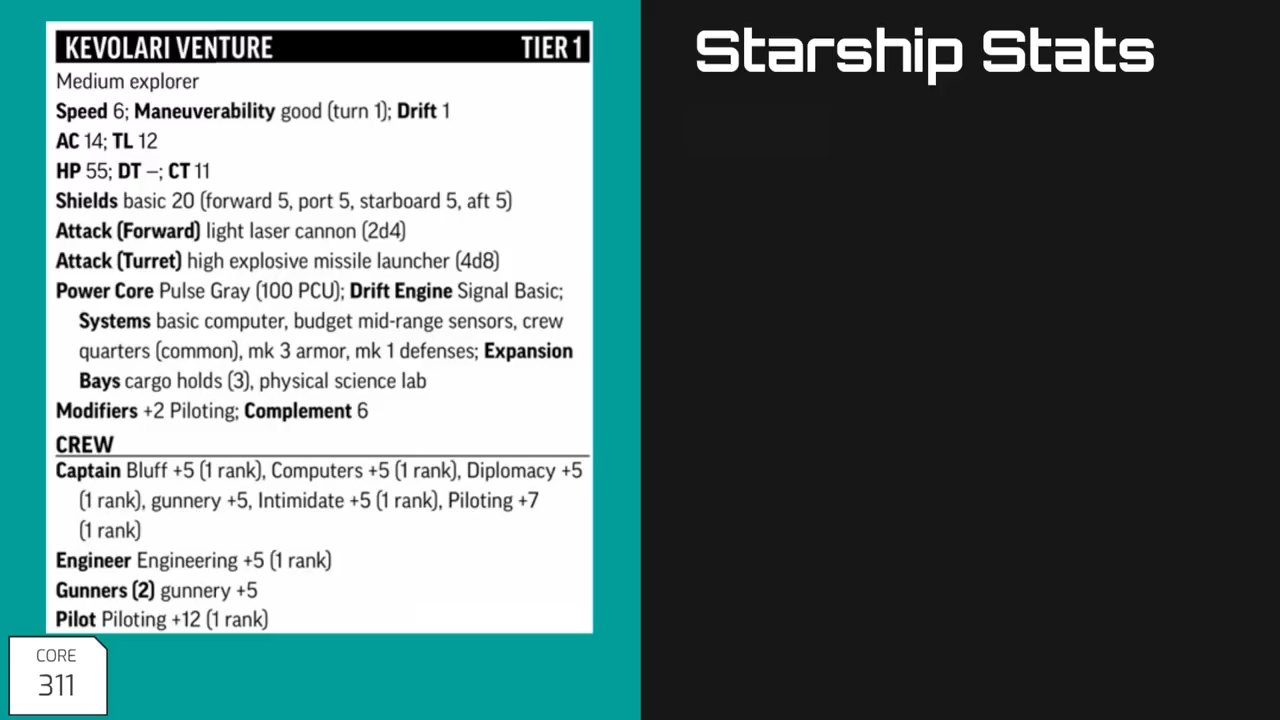 KEVOLARI VENTURE TIER 1
Medium explorer
Speed 6; Maneuverability good (turn 1); Drift 1
AC 14; TL 12
HP 55; DT –; CT 11
Shields basic 20 (forward 5, port 5, starboard 5, aft 5)
Attack (Forward) light laser cannon (2d4)
Attack (Turret) high explosive missile launcher (4d8)
Power Core Pulse Gray (100 PCU); Drift Engine Signal Basic;
Systems basic computer, budget mid-range sensors, crew
quarters (common), mk 3 armor, mk 1 defenses; Expansion
Bays cargo holds (3), physical science lab
Modifiers +2 Piloting; Complement 6
CREW
Captain Bluff +5 (1 rank), Computers +5 (1 rank), Diplomacy +5
(1 rank), gunnery +5, Intimidate +5 (1 rank), Piloting +7
(1 rank)
Engineer Engineering +5 (1 rank)
Gunners (2) gunnery +5
Pilot Piloting +12 (1 rank)
CORE
311
Starship Stats